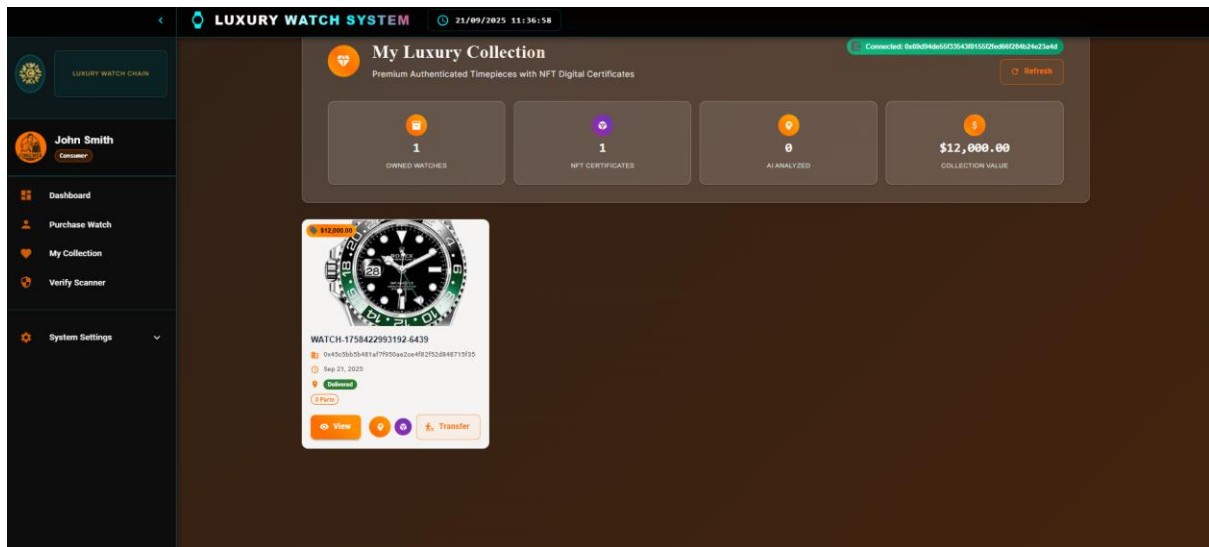 LUXURY WATCH SYSTEM
21/09/2025 11:36:58
LUXURY WATCH CHAIN
John Smith
Consumer
Dashboard
Purchase Watch
My Collection
Verify Scanner
System Settings
My Luxury Collection
Premium Authenticated Timepieces with NFT Digital Certificates
Connected:
Refresh
1
OWNED WATCHES
1
NFT CERTIFICATES
0
AI ANALYZED
$12,000.00
COLLECTION VALUE
$12,000.00
ROLEX
28
WATCH-1758422993192-6439
Sep 21, 2025
Delivered
3 Parts
View
Transfer